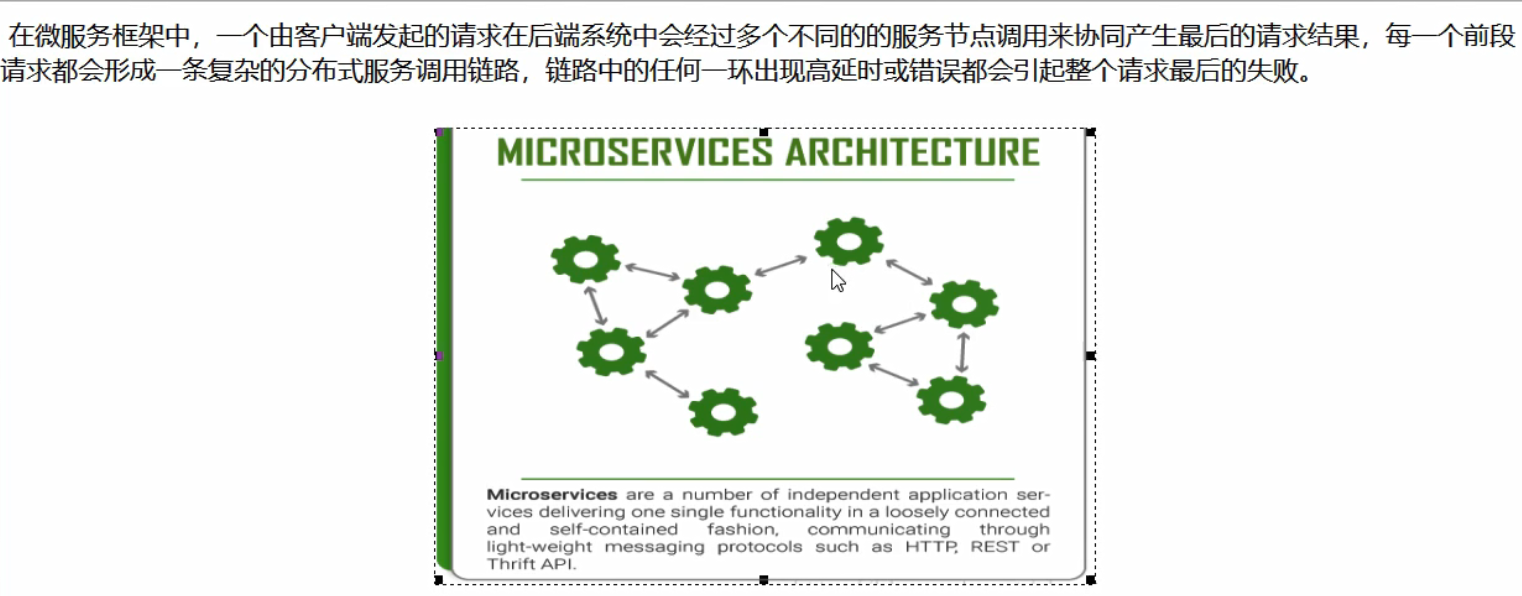 在微服务框架中，一个由客户端发起的请求在后端系统中会经过多个不同的的服务节点调用来协同产生最后的请求结果，每一个前段
请求都会形成一条复杂的分布式服务调用链路，链路中的任何一环出现高延时或错误都会引起整个请求最后的失败。
MICROSERVICES ARCHITECTURE
Microservices are a number of independent application ser-
vices delivering one single functionality in a loosely connected
and self-contained fashion, communicating through
light-weight messaging protocols such as HTTP, REST or
Thrift API.